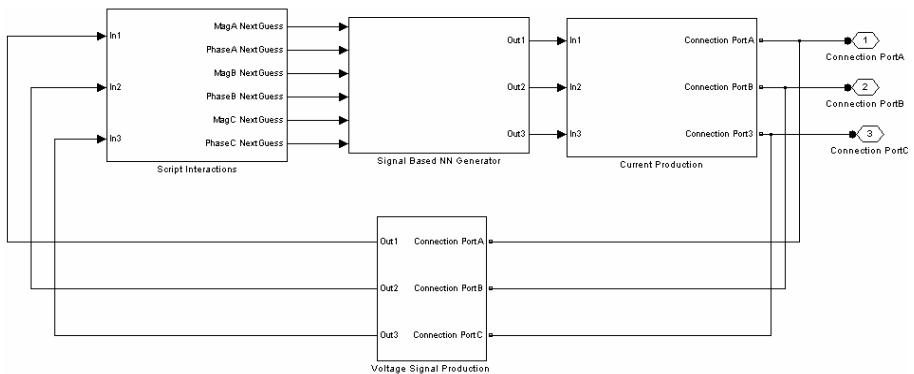 In1
In2
In3
MagA NextGuess
PhaseA NextGuess
MagB NextGuess
PhaseB NextGuess
MagC NextGuess
PhaseC NextGuess
Script Interactions
Out1
Out2
Out3
Signal Based NN Generator
In1
In2
In3
Connection PortA
Connection PortB
Connection Port3
Current Production
1
Connection PortA
2
Connection PortB
3
Connection PortC
Out1
Out2
Out3
Connection PortA
Connection PortB
Connection PortC
Voltage Signal Production